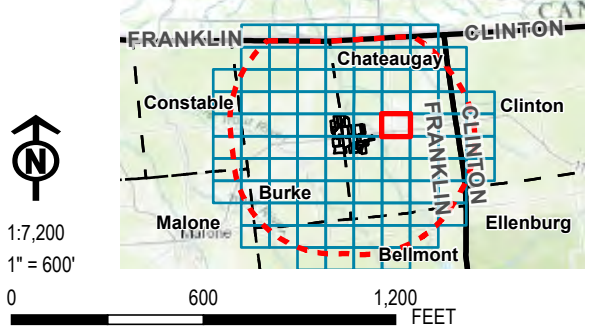 CAN
FRANKLIN
CLINTON
Chateaugay
Constable
Clinton
FRANKLIN
CLINTON
Burke
Malone
Malone
Ellenburg
Bellmont
N
1:7,200
1" = 600'
0 600 1,200
FEET